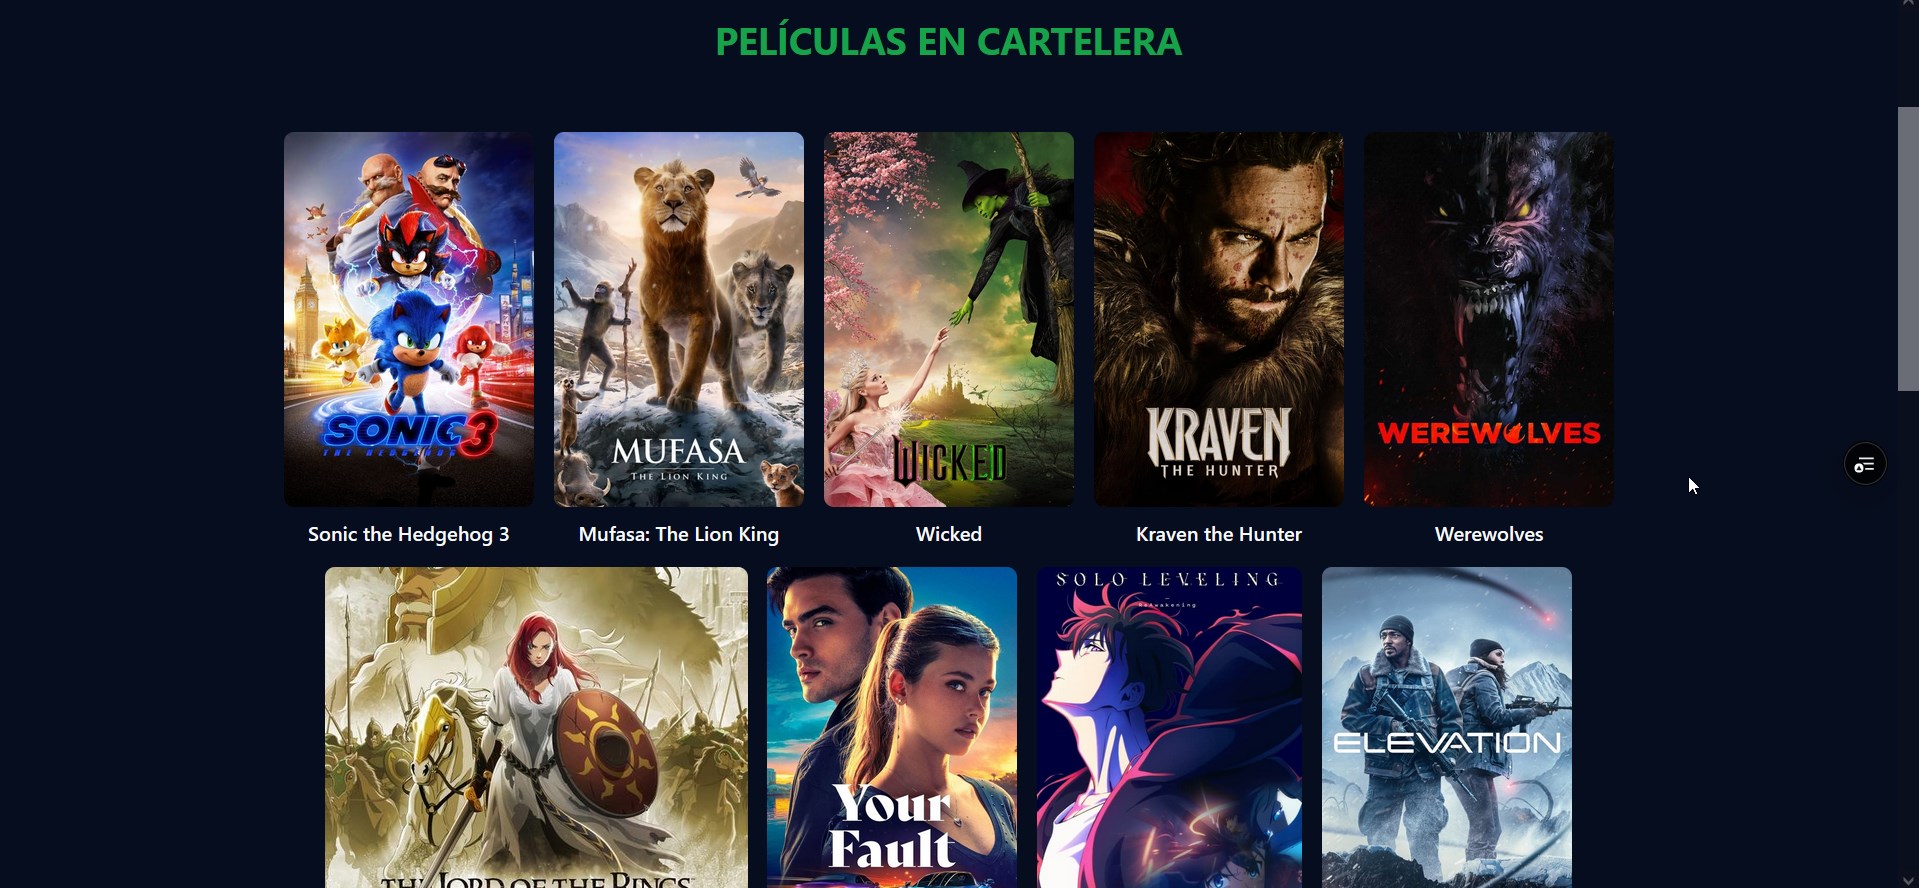 PELÍCULAS EN CARTELERA
SONIC 3
THE HEDGEHOG
MUFASA
THE LION KING
WICKED
KRAVEN
THE HUNTER
WEREWOLVES
Sonic the Hedgehog 3
Mufasa: The Lion King
Wicked
Kraven the Hunter
Werewolves
SOLO LEVELING
ReAwakening
ELEVATION
Your
Fault
THE LORD OF THE RINGS